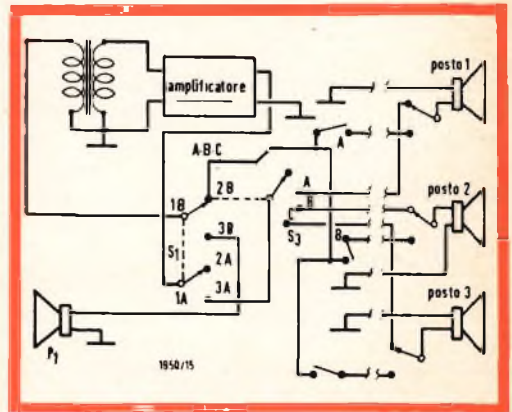 posto 1
amplificatore
A-B-C
A
2B
A
B
posto 2
1B
C
S3
3B
B
S1
2A
1A
3A
posto 3
P1
1950/15